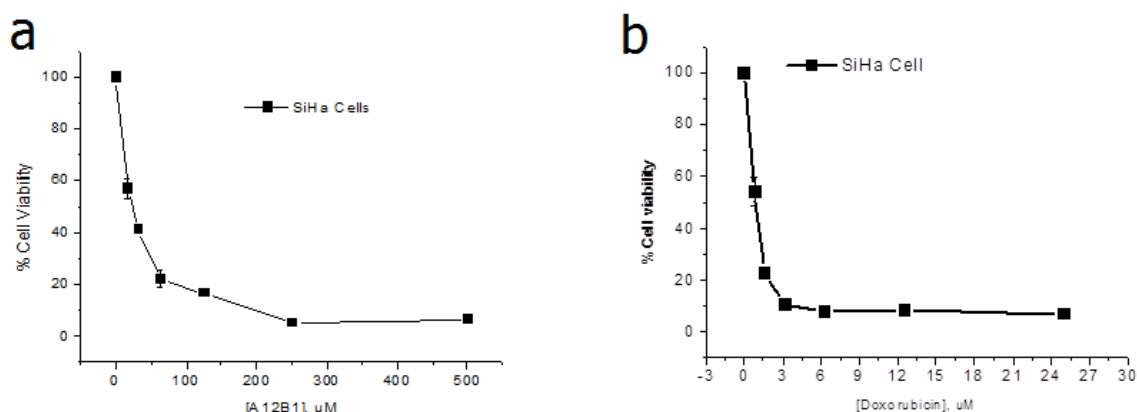 a
100
80
60
40
20
0
% Cell Viability
SiHa Cells
0 100 200 300 400 500
[A12B1], uM
b
100
80
60
40
20
0
% Cell viability
SiHa Cell
-3 0 3 6 9 12 15 18 21 24 27 30
[Doxorubicin], uM